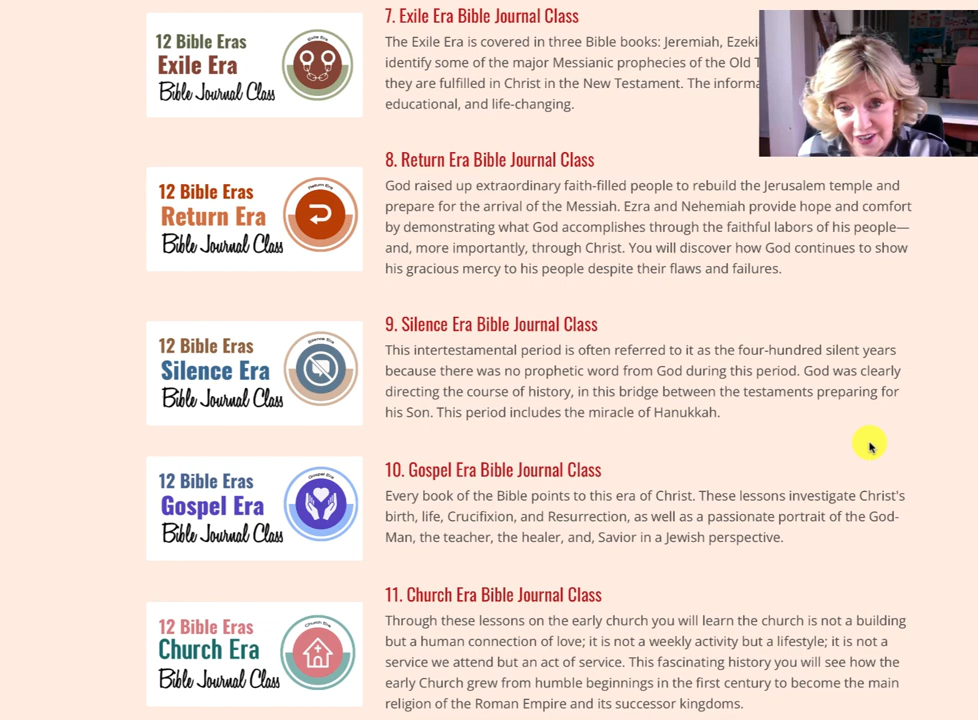 12 Bible Eras
Exile Era
Bible Journal Class
Exile Era
7. Exile Era Bible Journal Class
The Exile Era is covered in three Bible books: Jeremiah, Ezeki
identify some of the major Messianic prophecies of the Old T
they are fulfilled in Christ in the New Testament. The informa
educational, and life-changing.
12 Bible Eras
Return Era
Bible Journal Class
Return Era
8. Return Era Bible Journal Class
God raised up extraordinary faith-filled people to rebuild the Jerusalem temple and
prepare for the arrival of the Messiah. Ezra and Nehemiah provide hope and comfort
by demonstrating what God accomplishes through the faithful labors of his people—
and, more importantly, through Christ. You will discover how God continues to show
his gracious mercy to his people despite their flaws and failures.
12 Bible Eras
Silence Era
Bible Journal Class
Silence Era
9. Silence Era Bible Journal Class
This intertestamental period is often referred to it as the four-hundred silent years
because there was no prophetic word from God during this period. God was clearly
directing the course of history, in this bridge between the testaments preparing for
his Son. This period includes the miracle of Hanukkah.
12 Bible Eras
Gospel Era
Bible Journal Class
Gospel Era
10. Gospel Era Bible Journal Class
Every book of the Bible points to this era of Christ. These lessons investigate Christ's
birth, life, Crucifixion, and Resurrection, as well as a passionate portrait of the God-
Man, the teacher, the healer, and, Savior in a Jewish perspective.
12 Bible Eras
Church Era
Bible Journal Class
Church Era
11. Church Era Bible Journal Class
Through these lessons on the early church you will learn the church is not a building
but a human connection of love; it is not a weekly activity but a lifestyle; it is not a
service we attend but an act of service. This fascinating history you will see how the
early Church grew from humble beginnings in the first century to become the main
religion of the Roman Empire and its successor kingdoms.